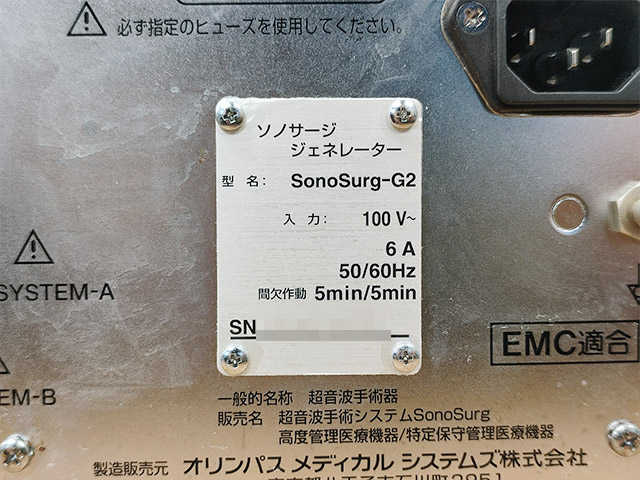 必ず指定のヒューズを使用してください。
ソノサージ
ジェネレーター
型 名: SonoSurg-G2
入 力: 100 V~
6 A
50/60Hz
間欠作動 5min/5min
SN
SYSTEM-A
EMC適合
EM-B
一般的名称 超音波手術器
販売名 超音波手術システムSonoSurg
高度管理医療機器/特定保守管理医療機器
製造販売元 オリンパス メディカル システムズ株式会社